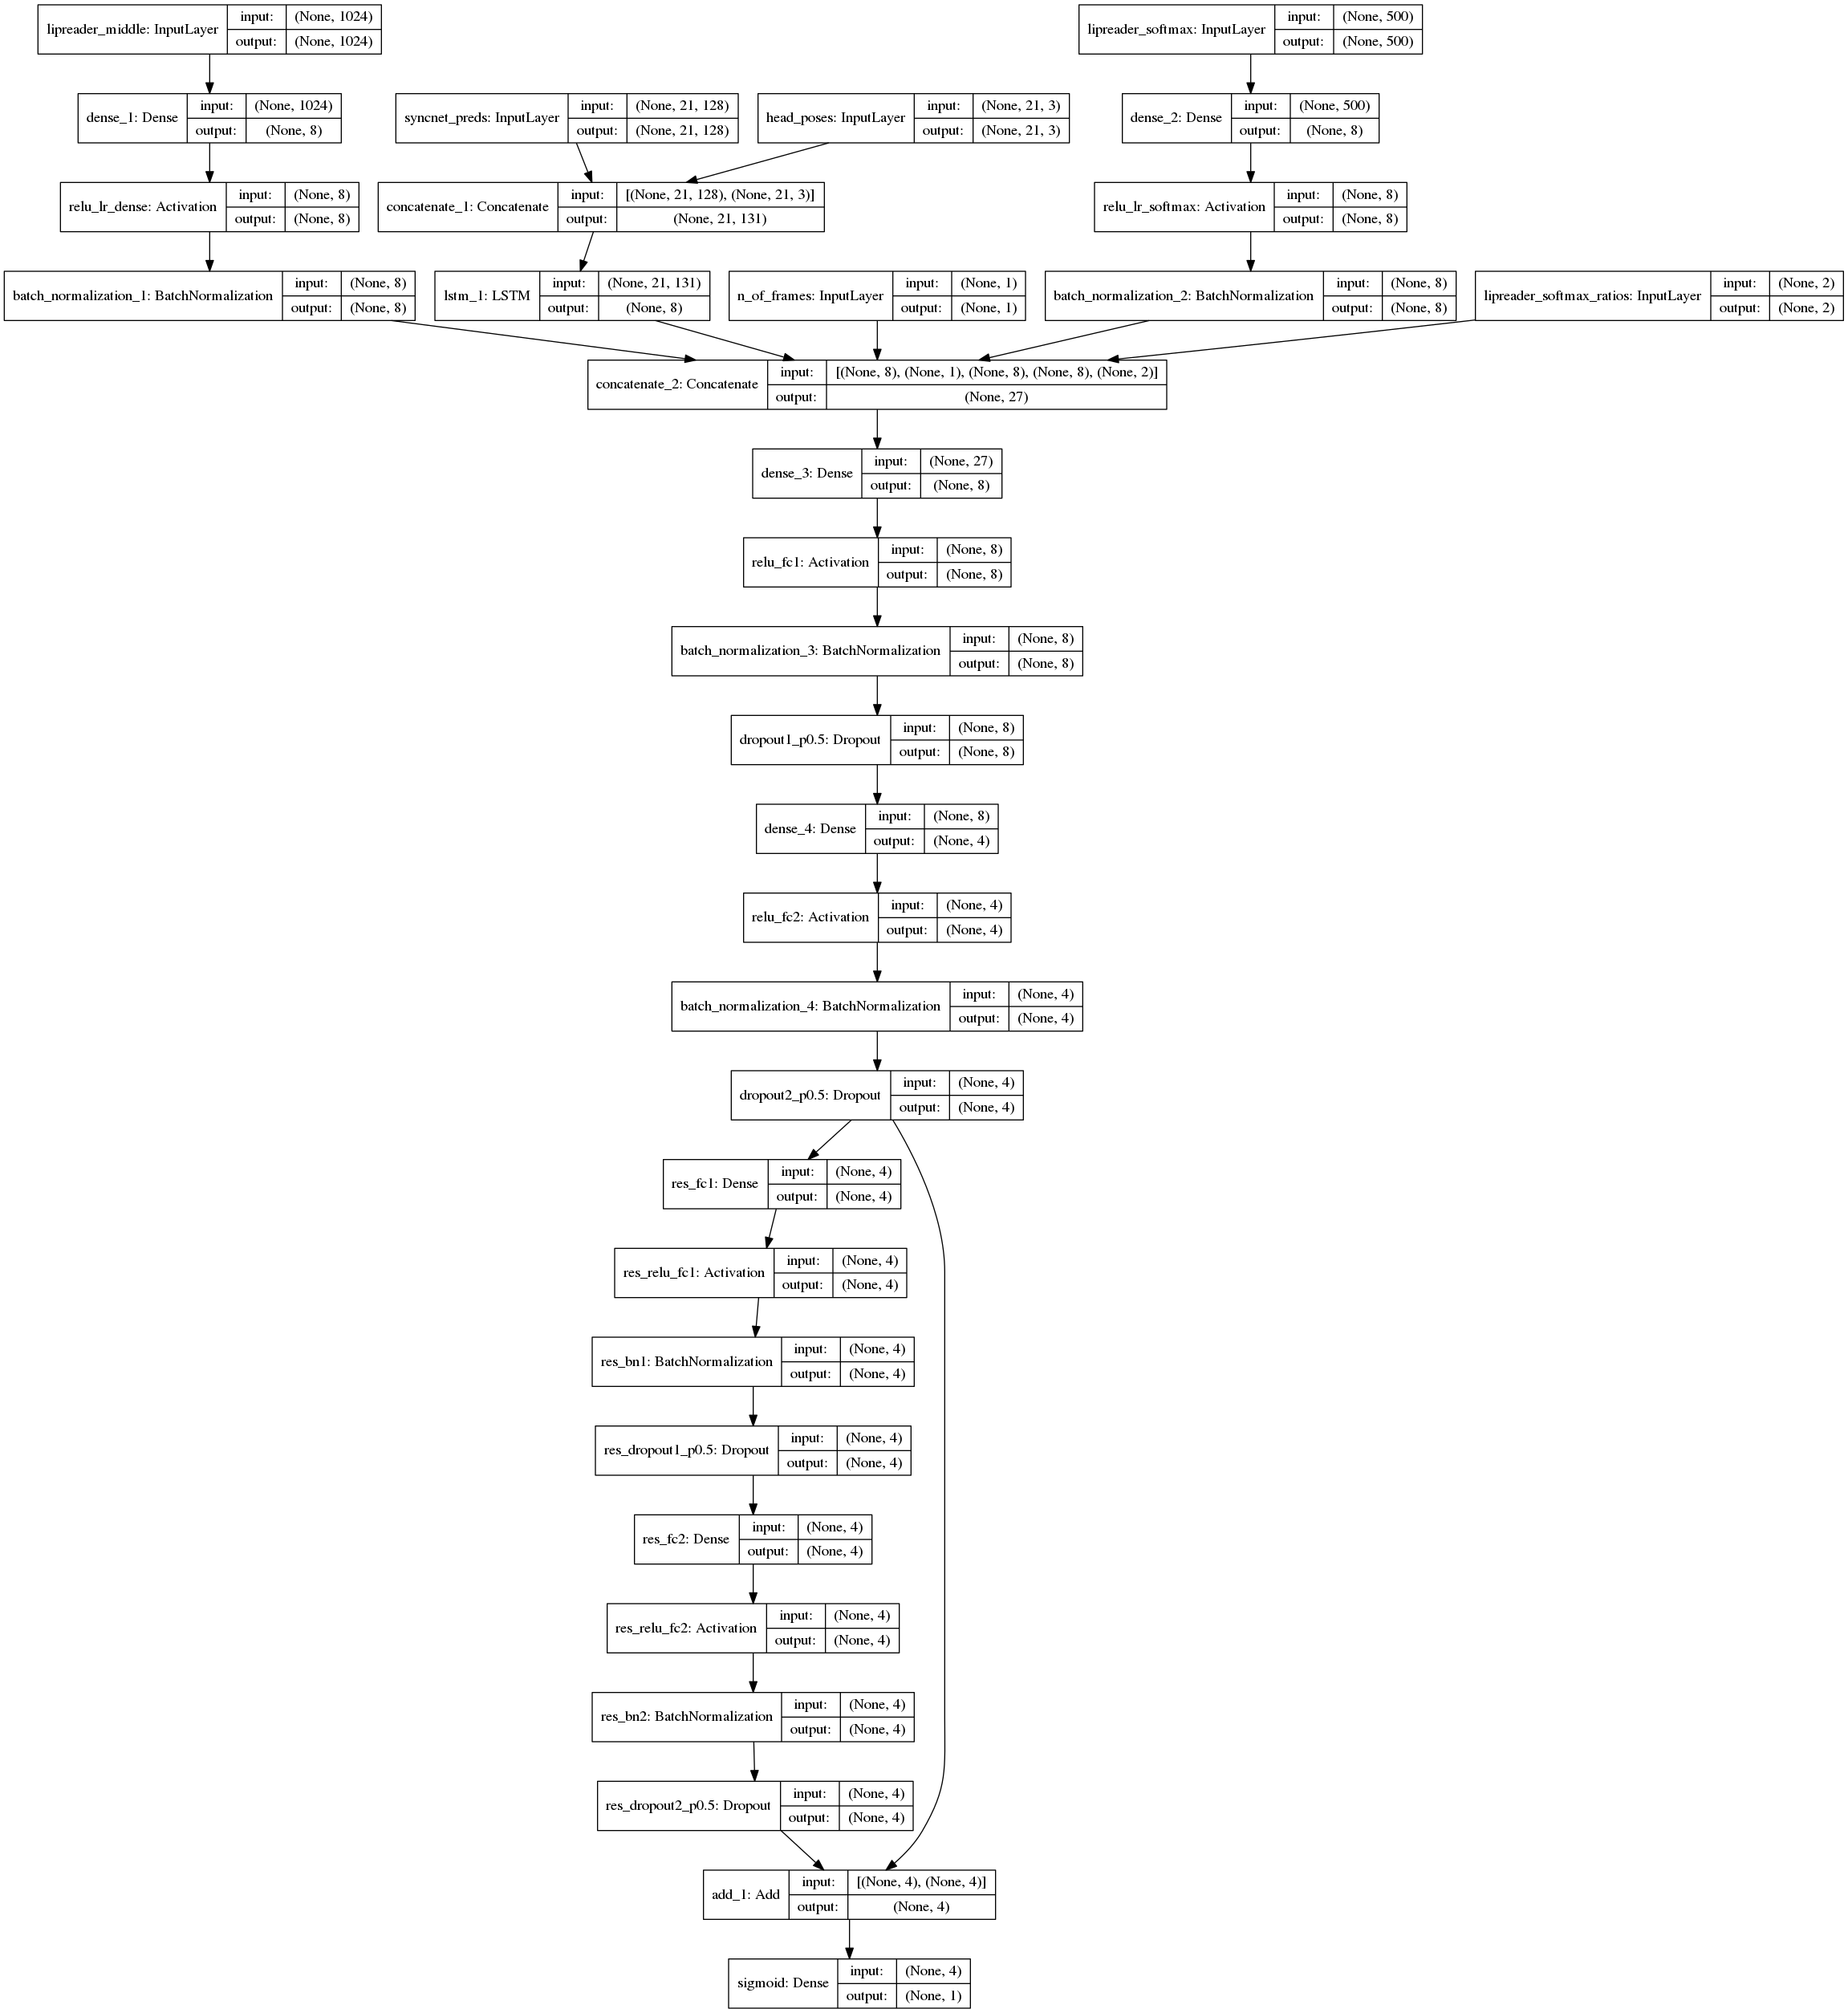 lipreader_middle: InputLayer input: (None, 1024)
output: (None, 1024)
lipreader_softmax: InputLayer input: (None, 500)
output: (None, 500)
dense_1: Dense input: (None, 1024)
output: (None, 8)
syncnet_preds: InputLayer input: (None, 21, 128)
output: (None, 21, 128)
head_poses: InputLayer input: (None, 21, 3)
output: (None, 21, 3)
dense_2: Dense input: (None, 500)
output: (None, 8)
relu_lr_dense: Activation input: (None, 8)
output: (None, 8)
concatenate_1: Concatenate input: [(None, 21, 128), (None, 21, 3)]
output: (None, 21, 131)
relu_lr_softmax: Activation input: (None, 8)
output: (None, 8)
batch_normalization_1: BatchNormalization input: (None, 8)
output: (None, 8)
lstm_1: LSTM input: (None, 21, 131)
output: (None, 8)
n_of_frames: InputLayer input: (None, 1)
output: (None, 1)
batch_normalization_2: BatchNormalization input: (None, 8)
output: (None, 8)
lipreader_softmax_ratios: InputLayer input: (None, 2)
output: (None, 2)
concatenate_2: Concatenate input: [(None, 8), (None, 1), (None, 8), (None, 8), (None, 2)]
output: (None, 27)
dense_3: Dense input: (None, 27)
output: (None, 8)
relu_fc1: Activation input: (None, 8)
output: (None, 8)
batch_normalization_3: BatchNormalization input: (None, 8)
output: (None, 8)
dropout1_p0.5: Dropout input: (None, 8)
output: (None, 8)
dense_4: Dense input: (None, 8)
output: (None, 4)
relu_fc2: Activation input: (None, 4)
output: (None, 4)
batch_normalization_4: BatchNormalization input: (None, 4)
output: (None, 4)
dropout2_p0.5: Dropout input: (None, 4)
output: (None, 4)
res_fc1: Dense input: (None, 4)
output: (None, 4)
res_relu_fc1: Activation input: (None, 4)
output: (None, 4)
res_bn1: BatchNormalization input: (None, 4)
output: (None, 4)
res_dropout1_p0.5: Dropout input: (None, 4)
output: (None, 4)
res_fc2: Dense input: (None, 4)
output: (None, 4)
res_relu_fc2: Activation input: (None, 4)
output: (None, 4)
res_bn2: BatchNormalization input: (None, 4)
output: (None, 4)
res_dropout2_p0.5: Dropout input: (None, 4)
output: (None, 4)
add_1: Add input: [(None, 4), (None, 4)]
output: (None, 4)
sigmoid: Dense input: (None, 4)
output: (None, 1)